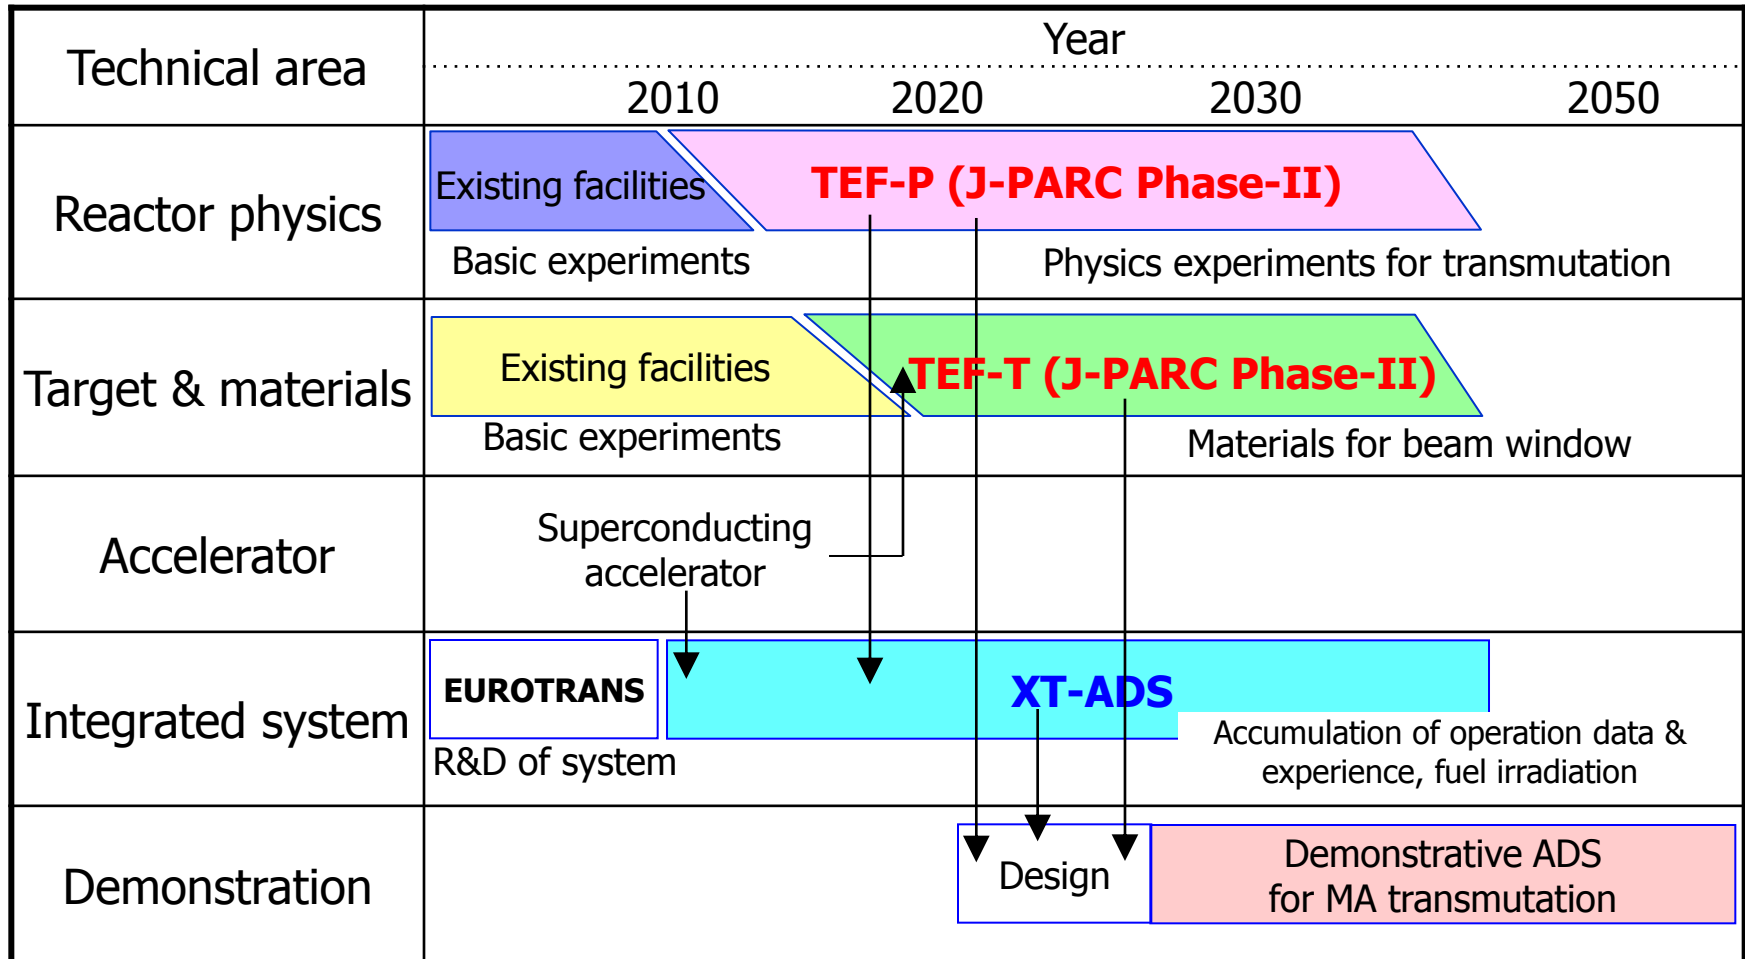 Technical area
Year
2010 2020 2030 2050
Reactor physics
Existing facilities
TEF-P (J-PARC Phase-II)
Basic experiments
Physics experiments for transmutation
Target & materials
Existing facilities
TEF-T (J-PARC Phase-II)
Basic experiments
Materials for beam window
Accelerator
Superconducting
accelerator
Integrated system
EUROTRANS
XT-ADS
R&D of system
Accumulation of operation data &
experience, fuel irradiation
Demonstration
Design
Demonstrative ADS
for MA transmutation